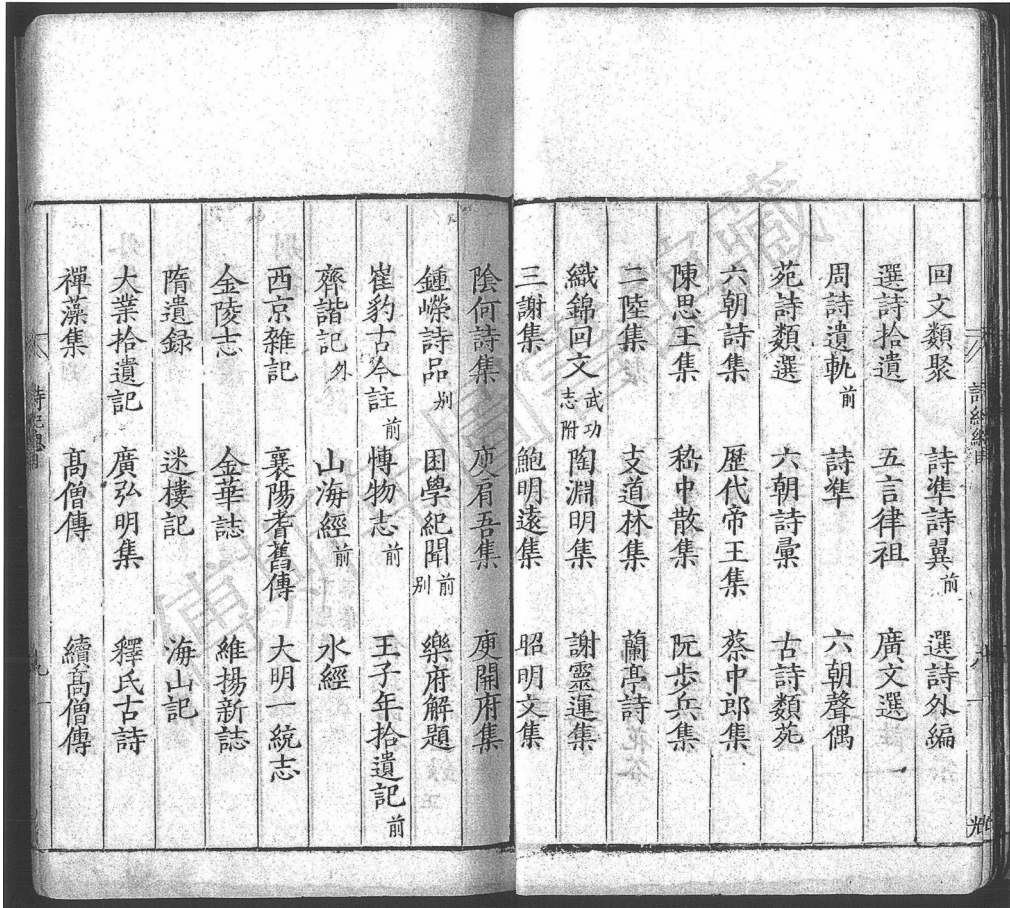 回文類聚 詩準詩翼前 選詩外編
選詩拾遺 五言律祖 廣文選一
周詩遺軌前 詩準 六朝聲偶
苑詩類選 六朝詩彙 古詩類苑
六朝詩集 歷代帝王集 蔡中郎集
陳思王集 嵇中散集 阮步兵集
二陸集 支道林集 蘭亭詩
織錦回文武功志附 陶淵明集 謝靈運集
三謝集 鮑明遠集 昭明文集
陰何詩集 庾肩吾集 庾開府集
鍾嶸詩品别 困學紀聞前别 樂府解題
崔豹古今註前 博物志前 王子年拾遺記前
齊諧記外 山海經前 水經
西京雜記 襄陽耆舊傳 大明一統志
金陵志 金華誌 維揚新誌
隋遺録 迷樓記 海山記
大業拾遺記 廣弘明集 釋氏古詩
禪藻集 髙僧傳 續髙僧傳